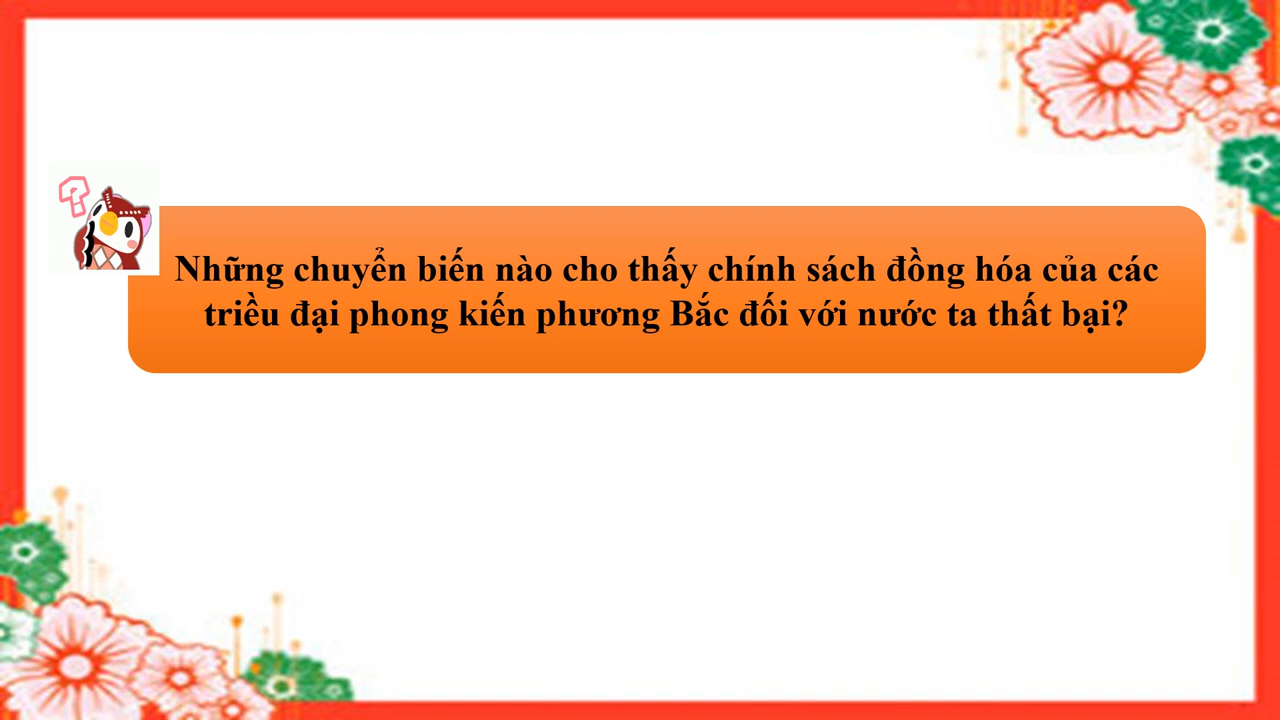 Những chuyển biến nào cho thấy chính sách đồng hóa của các
triều đại phong kiến phương Bắc đối với nước ta thất bại?